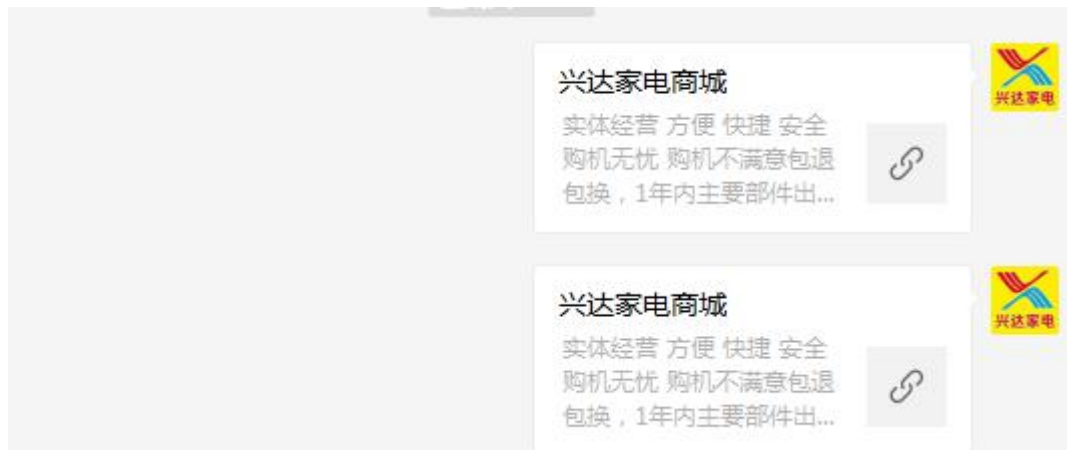 兴达家电商城
实体经营 方便 快捷 安全
购机无忧 购机不满意包退
包换，1年内主要部件出...
兴达家电
兴达家电商城
实体经营 方便 快捷 安全
购机无忧 购机不满意包退
包换，1年内主要部件出...
兴达家电